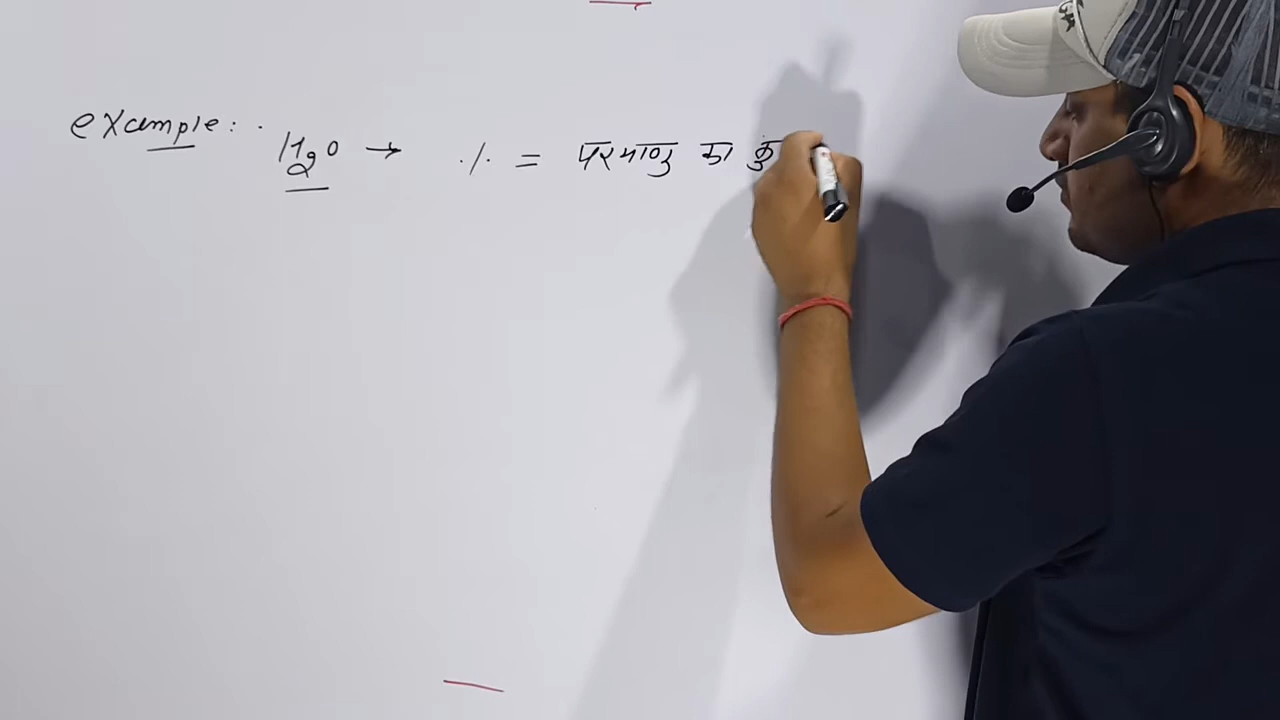 example:. H2O → % = परमाणु का कु